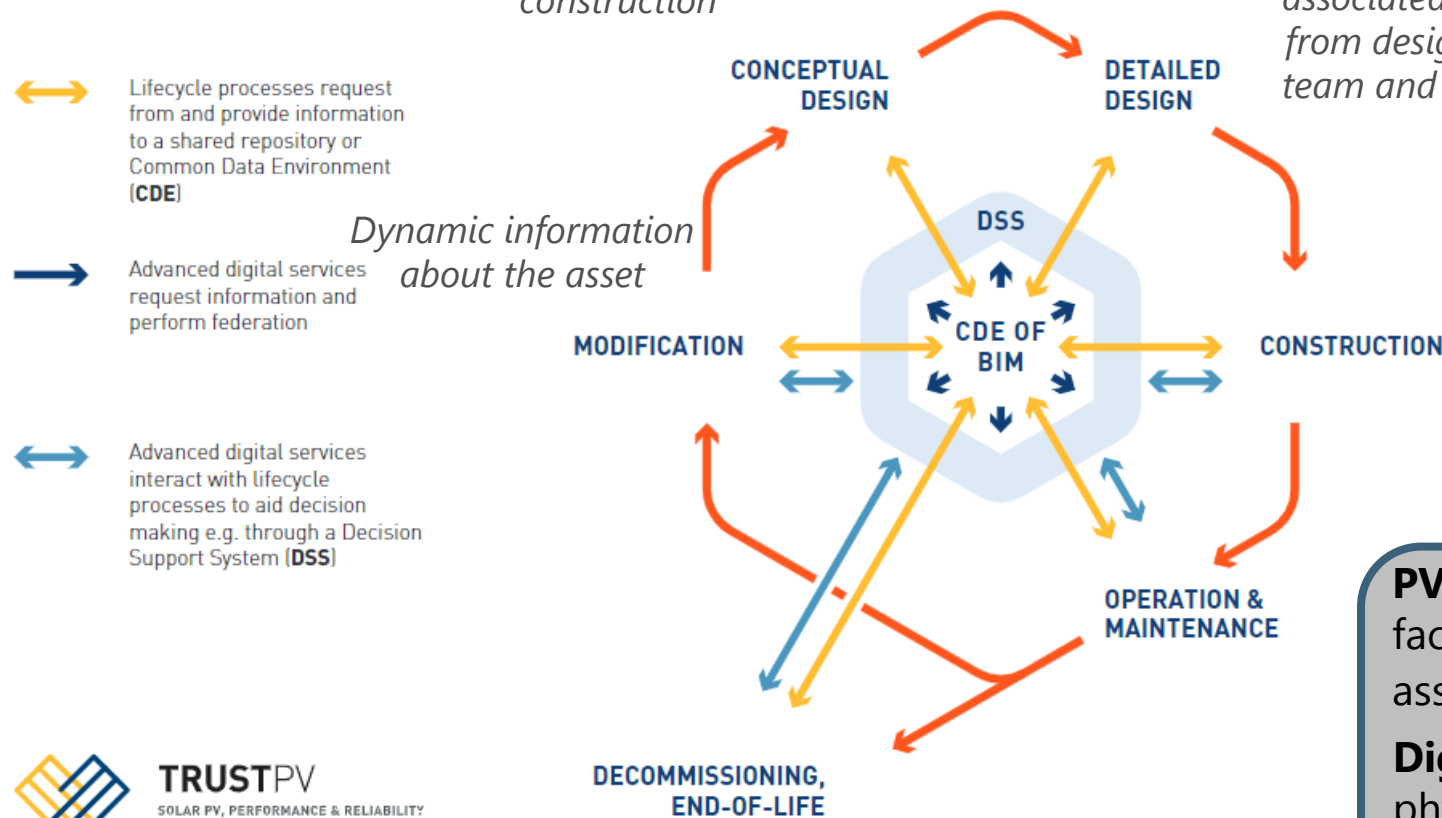 construction
associated
from desig
team and
CONCEPTUAL
DESIGN
DETAILED
DESIGN
Lifecycle processes request
from and provide information
to a shared repository or
Common Data Environment
(CDE)
Dynamic information
about the asset
DSS
Advanced digital services
request information and
perform federation
MODIFICATION
CDE OF
BIM
CONSTRUCTION
Advanced digital services
interact with lifecycle
processes to aid decision
making e.g. through a Decision
Support System (DSS)
OPERATION &
MAINTENANCE
PV
fac
ass
Dig
ph
DECOMMISSIONING,
END-OF-LIFE
TRUSTPV
SOLAR PV, PERFORMANCE & RELIABILITY